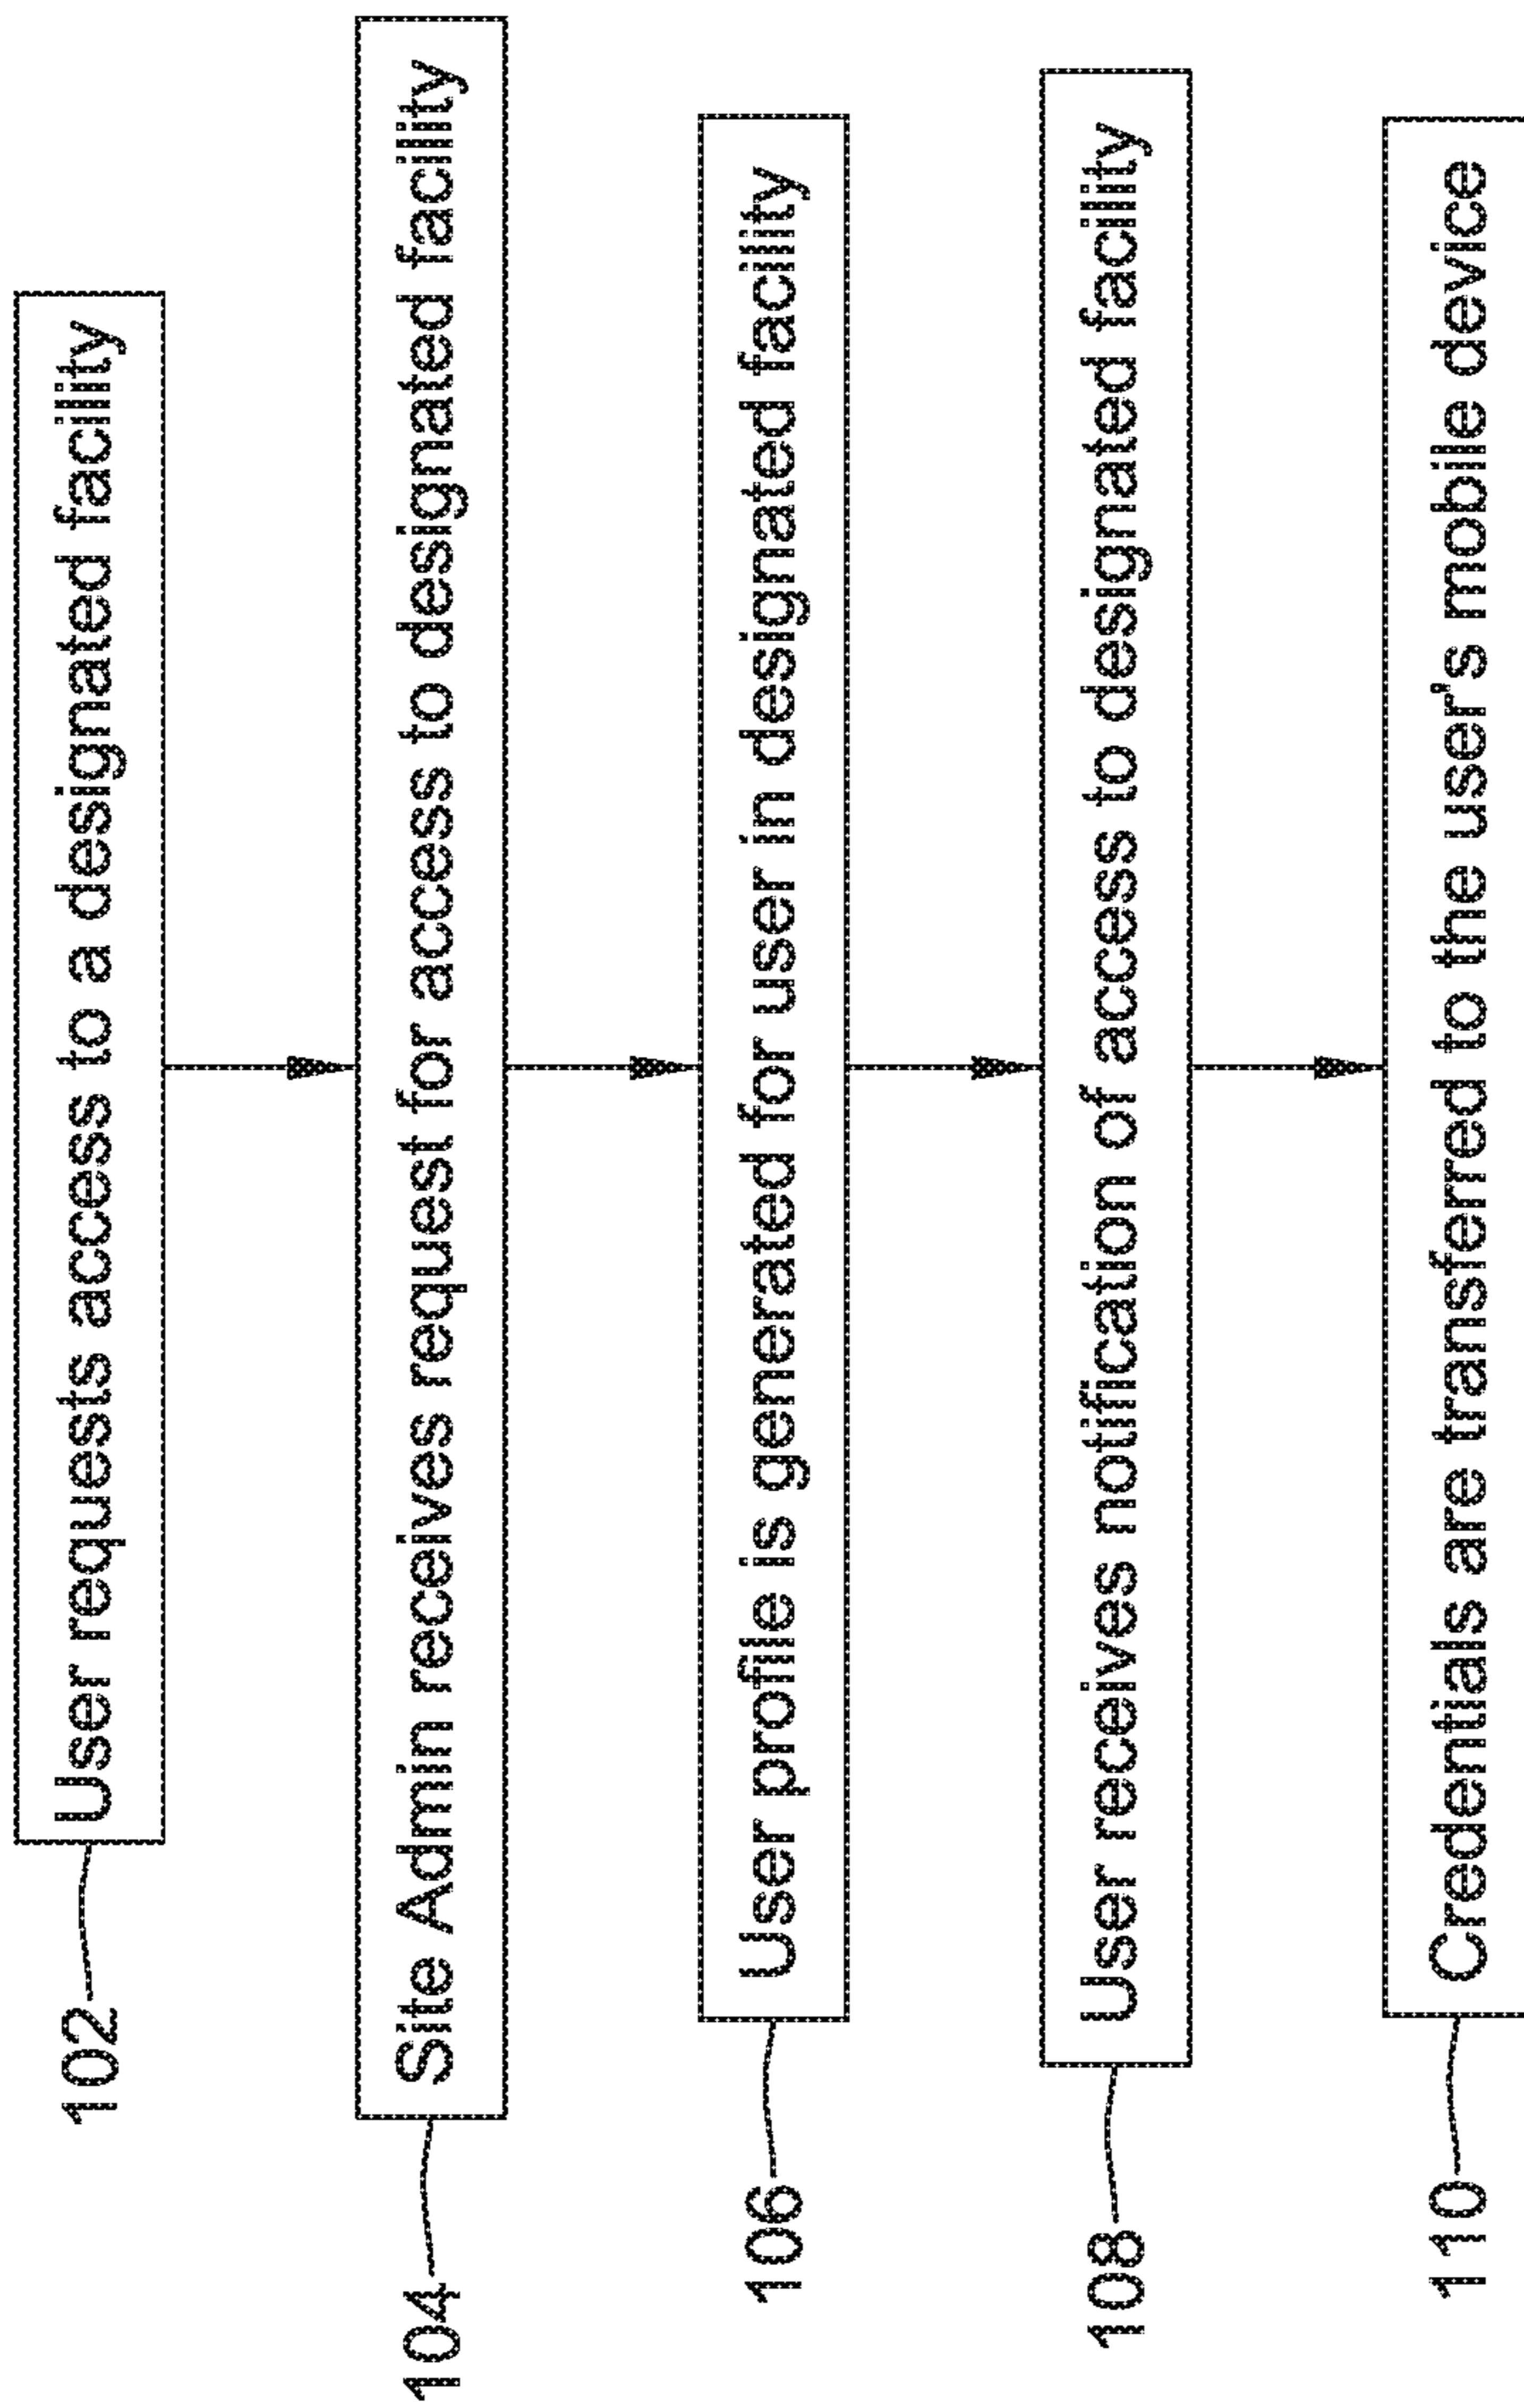 102 User requests access to a designated facility
104 Site Admin receives request for access to designated facility
106 User profile is generated for user in designated facility
108 User receives notification of access to designated facility
110 Credentials are transferred to the user's mobile device